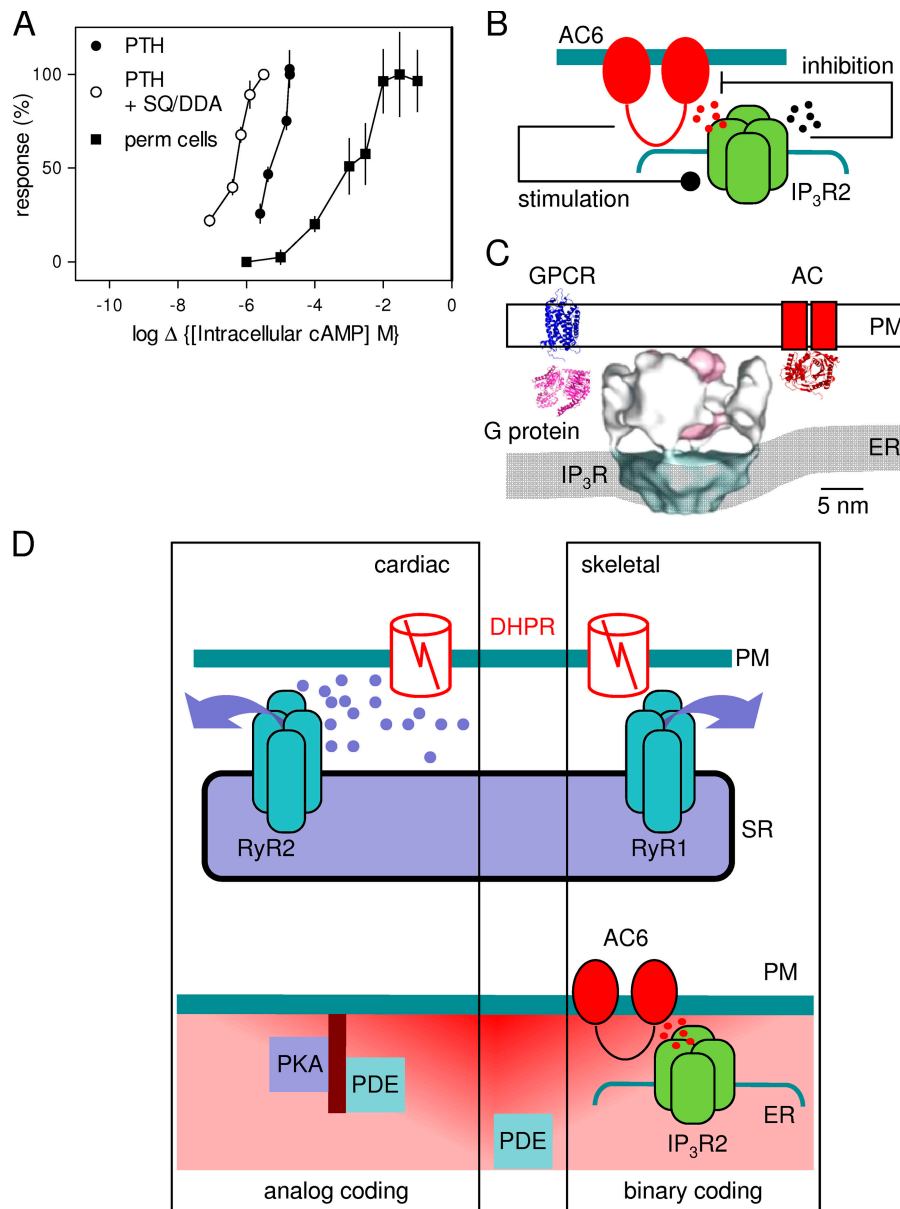 A
PTH
PTH
+ SQ/DDA
perm cells
response (%)
100
50
0
-10 -8 -6 -4 -2 0
log Δ {[Intracellular cAMP] M}
B
AC6
inhibition
stimulation
IP3R2
C
GPCR
AC
PM
G protein
ER
IP3R
5 nm
D
cardiac
skeletal
DHPR
PM
RyR2
RyR1
SR
AC6
PM
PKA
PDE
PDE
ER
IP3R2
analog coding
binary coding